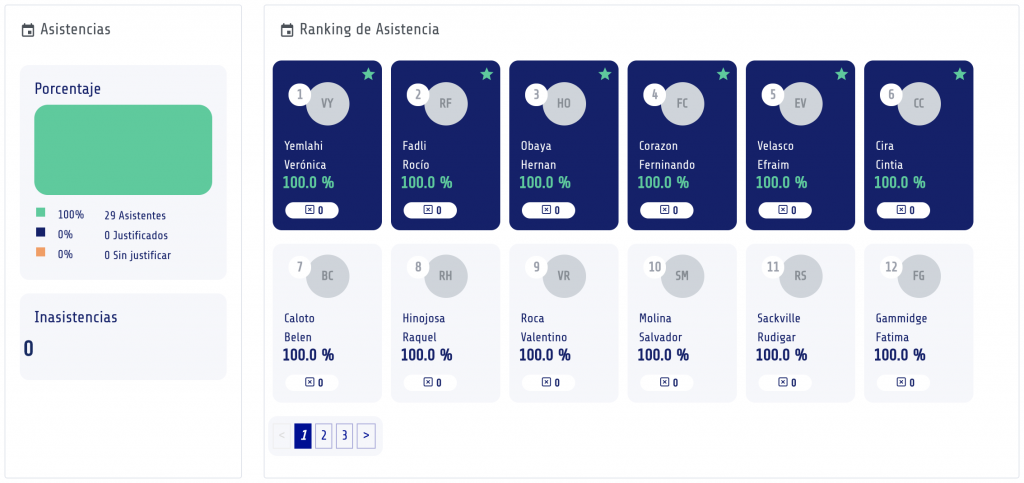 Asistencias
Porcentaje
100% 29 Asistentes
0% 0 Justificados
0% 0 Sin justificar
Inasistencias
0
Ranking de Asistencia
1 VY
Yemlahi
Verónica
100.0 %
0
2 RF
Fadli
Rocío
100.0 %
0
3 HO
Obaya
Hernan
100.0 %
0
4 FC
Corazon
Ferninando
100.0 %
0
5 EV
Velasco
Efraim
100.0 %
0
6 CC
Cira
Cintia
100.0 %
0
7 BC
Caloto
Belen
100.0 %
0
8 RH
Hinojosa
Raquel
100.0 %
0
9 VR
Roca
Valentino
100.0 %
0
10 SM
Molina
Salvador
100.0 %
0
11 RS
Sackville
Rudigar
100.0 %
0
12 FG
Gammidge
Fatima
100.0 %
0
< 1 2 3 >